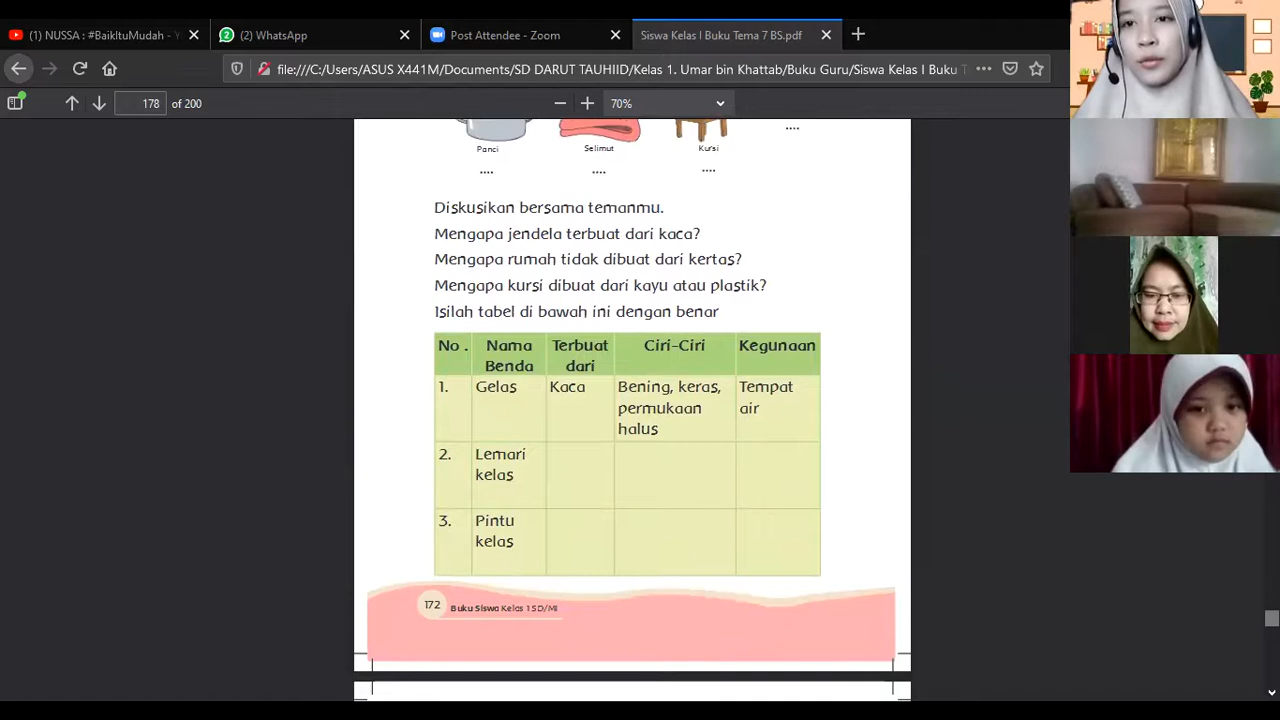 (1) NUSSA : #BaikItuMudah - Y
(2) WhatsApp
Post Attendee - Zoom
Siswa Kelas I Buku Tema 7 BS.pdf
file:///C:/Users/ASUS X441M/Documents/SD DARUT TAUHIID/Kelas 1. Umar bin Khattab/Buku Guru/Siswa Kelas I Buku T
178 of 200
70%
....
Panci Selimut Kursi
.... .... ....
Diskusikan bersama temanmu.
Mengapa jendela terbuat dari kaca?
Mengapa rumah tidak dibuat dari kertas?
Mengapa kursi dibuat dari kayu atau plastik?
Isilah tabel di bawah ini dengan benar
No . Nama Terbuat Ciri-Ciri Kegunaan
Benda dari
1. Gelas Kaca Bening, keras, Tempat
permukaan air
halus
2. Lemari
kelas
3. Pintu
kelas
172 Buku Siswa Kelas 1 SD/MI